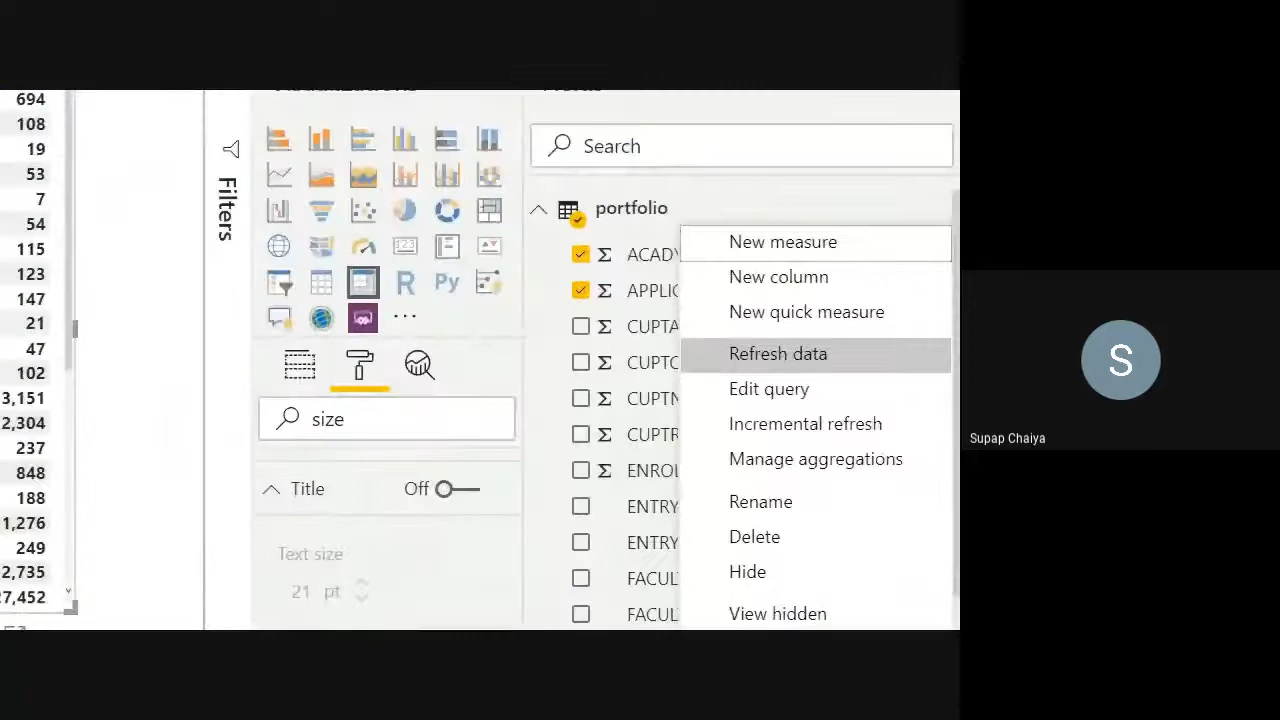 694
108
19
53
7
54
115
123
147
21
47
102
3,151
2,304
237
848
188
1,276
249
2,735
27,452
Filters
123
R
Py
...
size
Title
Off
Text size
21 pt
Search
portfolio
ACADY
APPLIC
CUPTA
CUPTC
CUPTN
CUPTR
ENROL
ENTRY
ENTRY
FACUL
FACUL
New measure
New column
New quick measure
Refresh data
Edit query
Incremental refresh
Manage aggregations
Rename
Delete
Hide
View hidden
S
Supap Chaiya